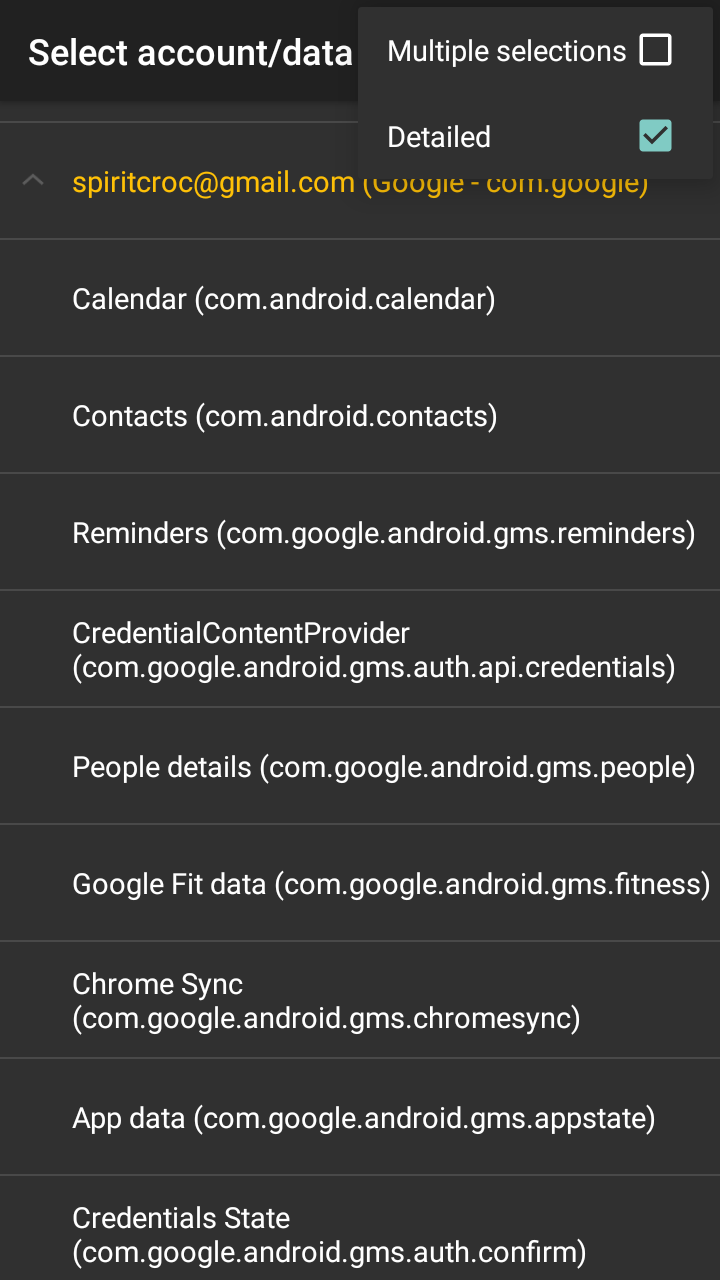 Select account/data
Multiple selections
Detailed
spiritcroc@gmail.com (Google - com.google)
Calendar (com.android.calendar)
Contacts (com.android.contacts)
Reminders (com.google.android.gms.reminders)
CredentialContentProvider
(com.google.android.gms.auth.api.credentials)
People details (com.google.android.gms.people)
Google Fit data (com.google.android.gms.fitness)
Chrome Sync
(com.google.android.gms.chromesync)
App data (com.google.android.gms.appstate)
Credentials State
(com.google.android.gms.auth.confirm)